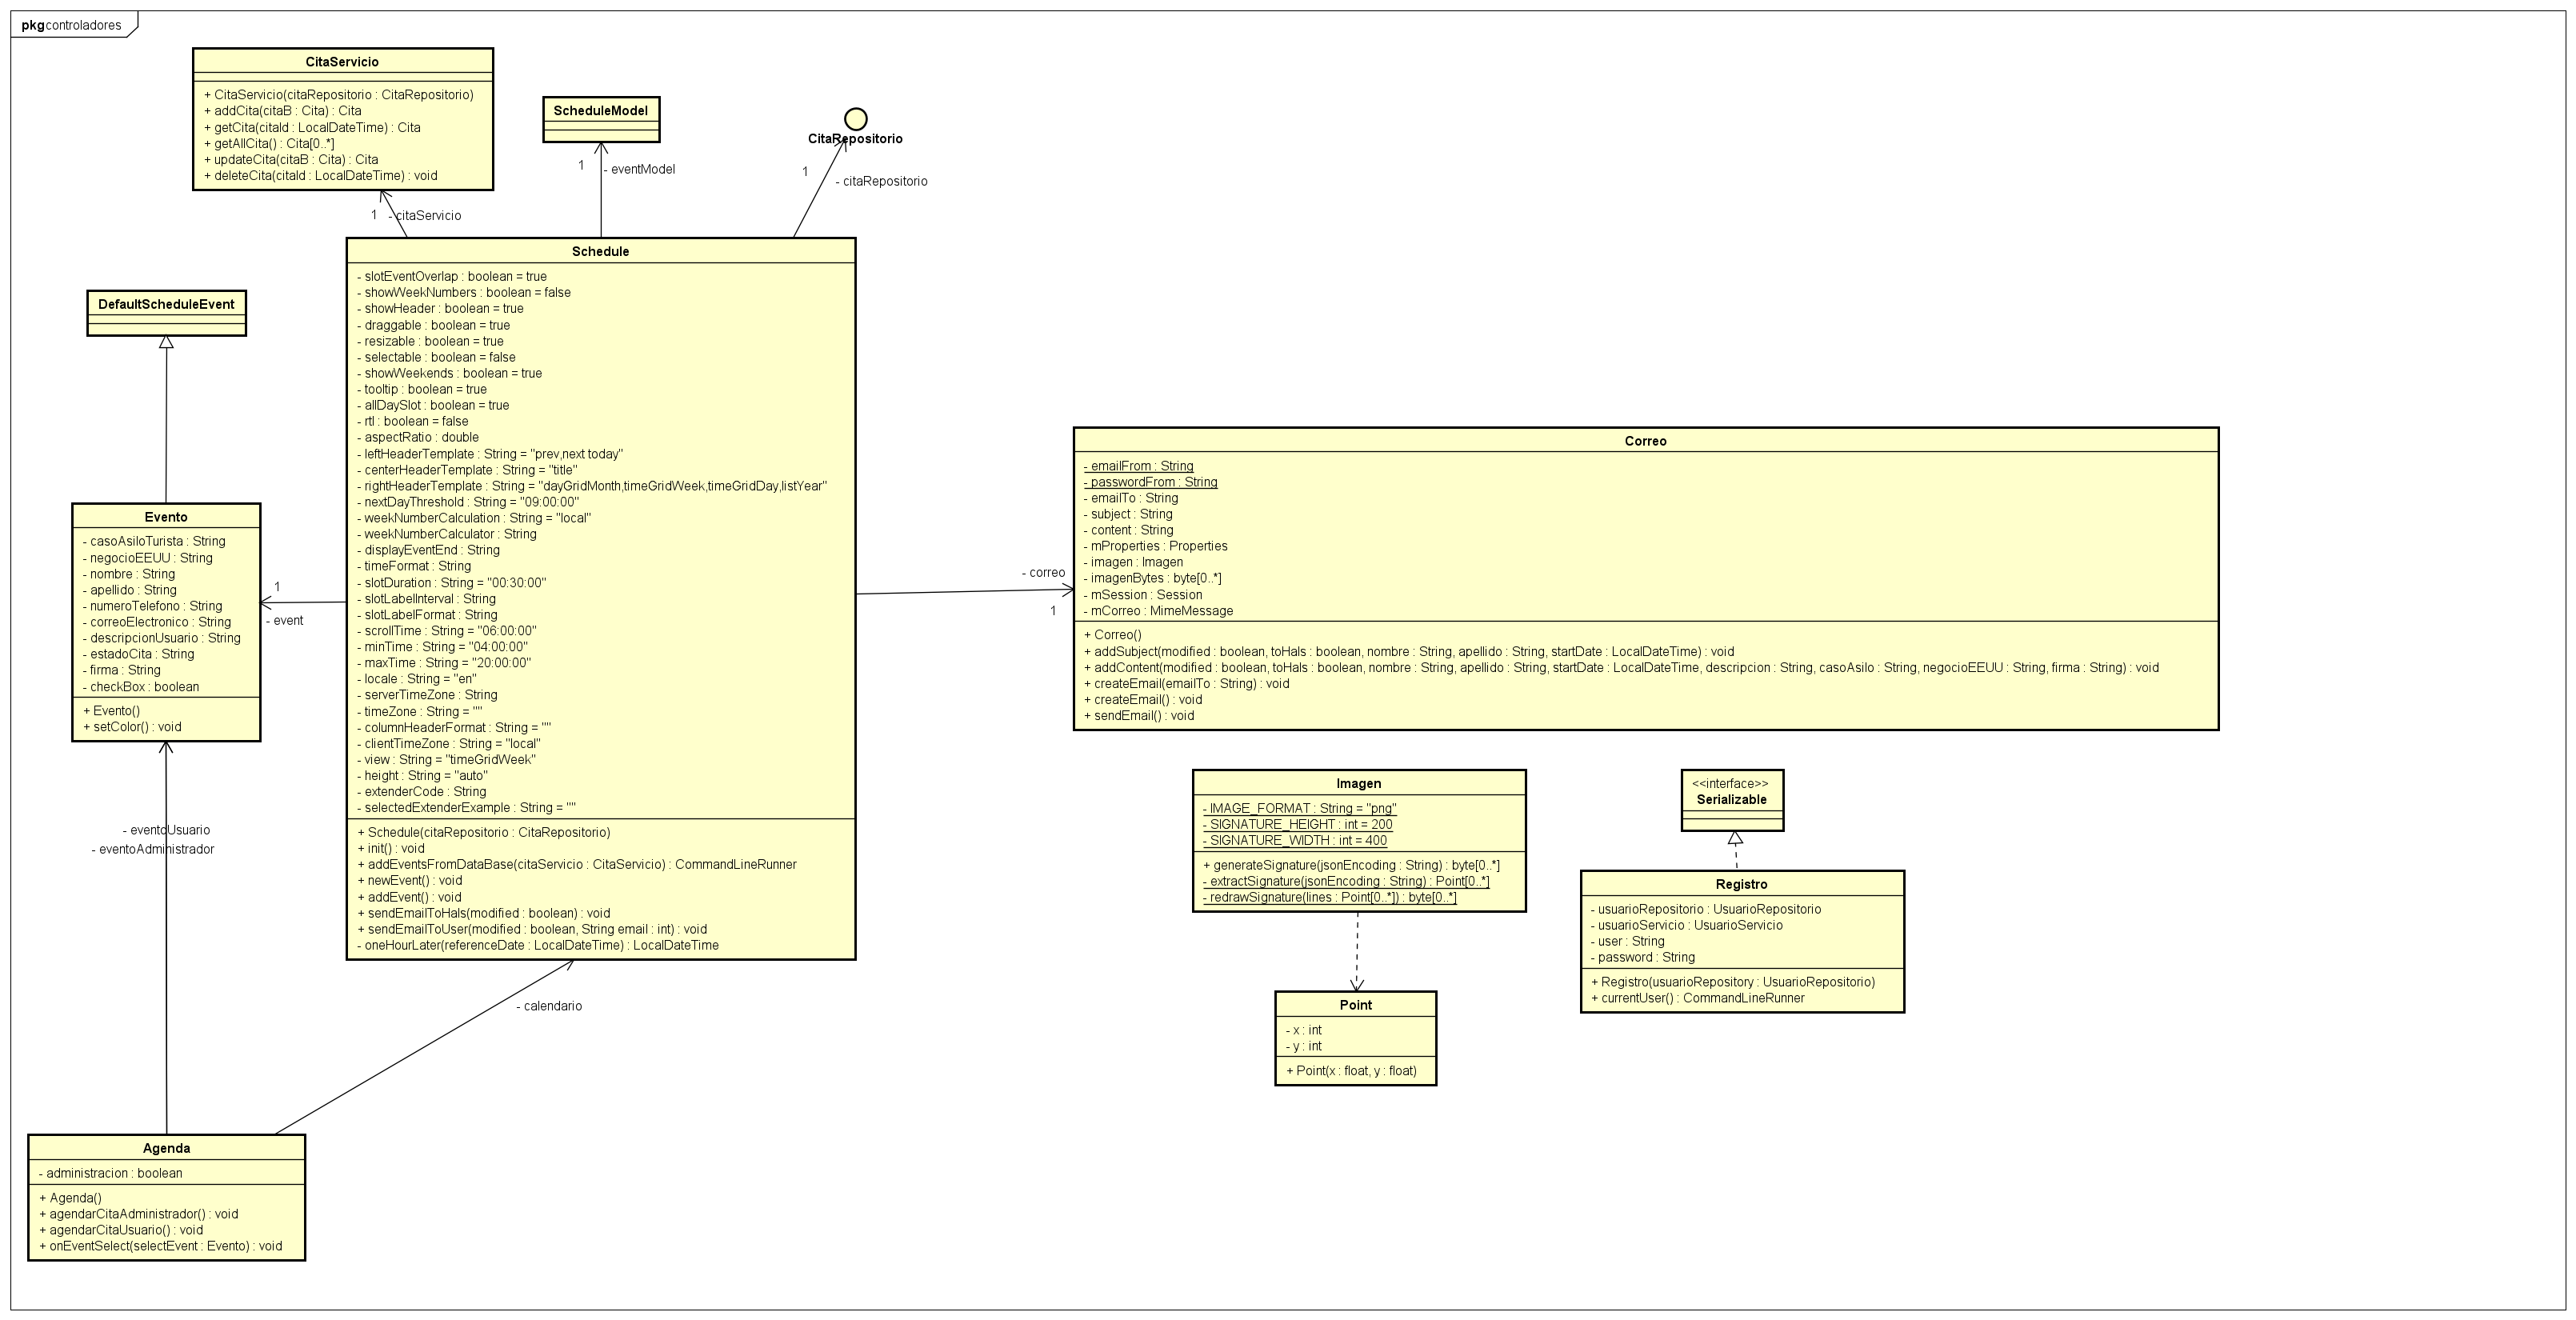 pkg controladores
CitaServicio
+ CitaServicio(citaRepositorio : CitaRepositorio)
+ addCita(citaB : Cita) : Cita
+ getCita(citaId : LocalDateTime) : Cita
+ getAllCita() : Cita[0..*]
+ updateCita(citaB : Cita) : Cita
+ deleteCita(citaId : LocalDateTime) : void
ScheduleModel
CitaRepositorio
1
- eventModel
1
- citaRepositorio
1
- citaServicio
Schedule
- slotEventOverlap : boolean = true
- showWeekNumbers : boolean = false
- showHeader : boolean = true
- draggable : boolean = true
- resizable : boolean = true
- selectable : boolean = false
- showWeekends : boolean = true
- tooltip : boolean = true
- allDaySlot : boolean = true
- rtl : boolean = false
- aspectRatio : double
- leftHeaderTemplate : String = "prev,next today"
- centerHeaderTemplate : String = "title"
- rightHeaderTemplate : String = "dayGridMonth,timeGridWeek,timeGridDay,listYear"
- nextDayThreshold : String = "09:00:00"
- weekNumberCalculation : String = "local"
- weekNumberCalculator : String
- displayEventEnd : String
- timeFormat : String
- slotDuration : String = "00:30:00"
- slotLabelInterval : String
- slotLabelFormat : String
- scrollTime : String = "06:00:00"
- minTime : String = "04:00:00"
- maxTime : String = "20:00:00"
- locale : String = "en"
- serverTimeZone : String
- timeZone : String = ""
- columnHeaderFormat : String = ""
- clientTimeZone : String = "local"
- view : String = "timeGridWeek"
- height : String = "auto"
- extenderCode : String
- selectedExtenderExample : String = ""
+ Schedule(citaRepositorio : CitaRepositorio)
+ init() : void
+ addEventsFromDataBase(citaServicio : CitaServicio) : CommandLineRunner
+ newEvent() : void
+ addEvent() : void
+ sendEmailToHals(modified : boolean) : void
+ sendEmailToUser(modified : boolean, String email : int) : void
- oneHourLater(referenceDate : LocalDateTime) : LocalDateTime
DefaultScheduleEvent
Evento
- casoAsiloTurista : String
- negocioEEUU : String
- nombre : String
- apellido : String
- numeroTelefono : String
- correoElectronico : String
- descripcionUsuario : String
- estadoCita : String
- firma : String
- checkBox : boolean
+ Evento()
+ setColor() : void
1
- event
- correo
1
Correo
- emailFrom : String
- passwordFrom : String
- emailTo : String
- subject : String
- content : String
- mProperties : Properties
- imagen : Imagen
- imagenBytes : byte[0..*]
- mSession : Session
- mCorreo : MimeMessage
+ Correo()
+ addSubject(modified : boolean, toHals : boolean, nombre : String, apellido : String, startDate : LocalDateTime) : void
+ addContent(modified : boolean, toHals : boolean, nombre : String, apellido : String, startDate : LocalDateTime, descripcion : String, casoAsilo : String, negocioEEUU : String, firma : String) : void
+ createEmail(emailTo : String) : void
+ createEmail() : void
+ sendEmail() : void
Imagen
- IMAGE_FORMAT : String = "png"
- SIGNATURE_HEIGHT : int = 200
- SIGNATURE_WIDTH : int = 400
+ generateSignature(jsonEncoding : String) : byte[0..*]
- extractSignature(jsonEncoding : String) : Point[0..*]
- redrawSignature(lines : Point[0..*]) : byte[0..*]
<<interface>>
Serializable
Registro
- usuarioRepositorio : UsuarioRepositorio
- usuarioServicio : UsuarioServicio
- user : String
- password : String
+ Registro(usuarioRepository : UsuarioRepositorio)
+ currentUser() : CommandLineRunner
Point
- x : int
- y : int
+ Point(x : float, y : float)
- eventoUsuario
- eventoAdministrador
- calendario
Agenda
- administracion : boolean
+ Agenda()
+ agendarCitaAdministrador() : void
+ agendarCitaUsuario() : void
+ onEventSelect(selectEvent : Evento) : void